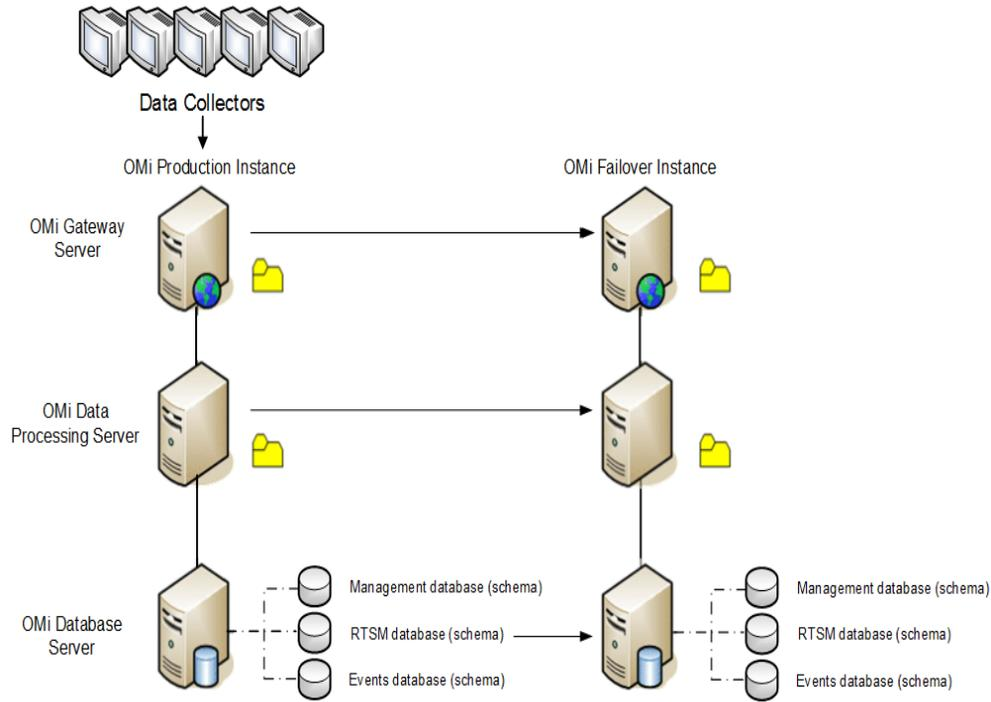 Data Collectors
OMi Production Instance
OMi Failover Instance
OMi Gateway
Server
OMi Data
Processing Server
OMi Database
Server
Management database (schema)
RTSM database (schema)
Events database (schema)
Management database (schema)
RTSM database (schema)
Events database (schema)